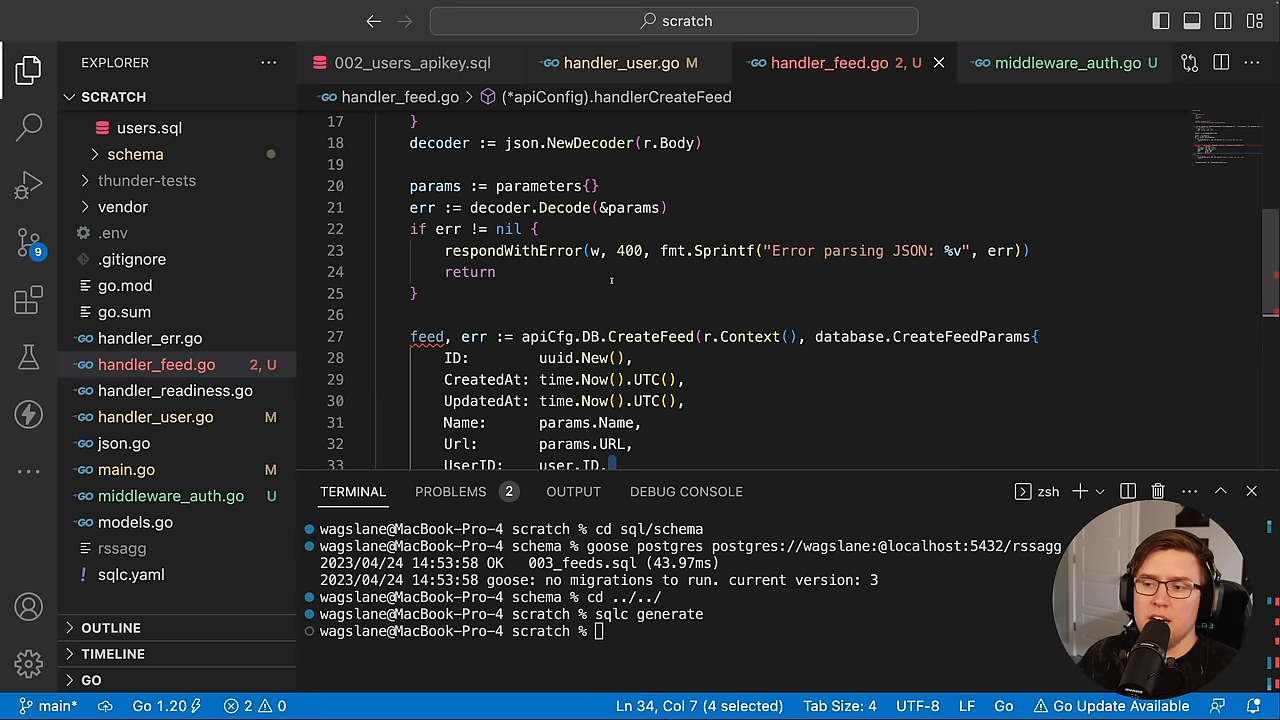 scratch
EXPLORER
SCRATCH
users.sql
schema
thunder-tests
vendor
.env
.gitignore
go.mod
go.sum
handler_err.go
handler_feed.go 2, U
handler_readiness.go
handler_user.go M
json.go
main.go M
middleware_auth.go U
models.go
rssagg
sqlc.yaml
OUTLINE
TIMELINE
GO
9
002_users_apikey.sql
handler_user.go M
handler_feed.go 2, U
middleware_auth.go U
handler_feed.go > (*apiConfig).handlerCreateFeed
17 }
18 decoder := json.NewDecoder(r.Body)
19
20 params := parameters{}
21 err := decoder.Decode(&params)
22 if err != nil {
23 respondWithError(w, 400, fmt.Sprintf("Error parsing JSON: %v", err))
24 return
25 }
26
27 feed, err := apiCfg.DB.CreateFeed(r.Context(), database.CreateFeedParams{
28 ID: uuid.New(),
29 CreatedAt: time.Now().UTC(),
30 UpdatedAt: time.Now().UTC(),
31 Name: params.Name,
32 Url: params.URL,
33 UserID: user.ID,
TERMINAL PROBLEMS 2 OUTPUT DEBUG CONSOLE zsh
wagslane@MacBook-Pro-4 scratch % cd sql/schema
wagslane@MacBook-Pro-4 schema % goose postgres postgres://wagslane:@localhost:5432/rssagg
2023/04/24 14:53:58 OK 003_feeds.sql (43.97ms)
2023/04/24 14:53:58 goose: no migrations to run. current version: 3
wagslane@MacBook-Pro-4 schema % cd ../../
wagslane@MacBook-Pro-4 scratch % sqlc generate
wagslane@MacBook-Pro-4 scratch %
main* Go 1.20 2 0 Ln 34, Col 7 (4 selected) Tab Size: 4 UTF-8 LF Go Go Update Available